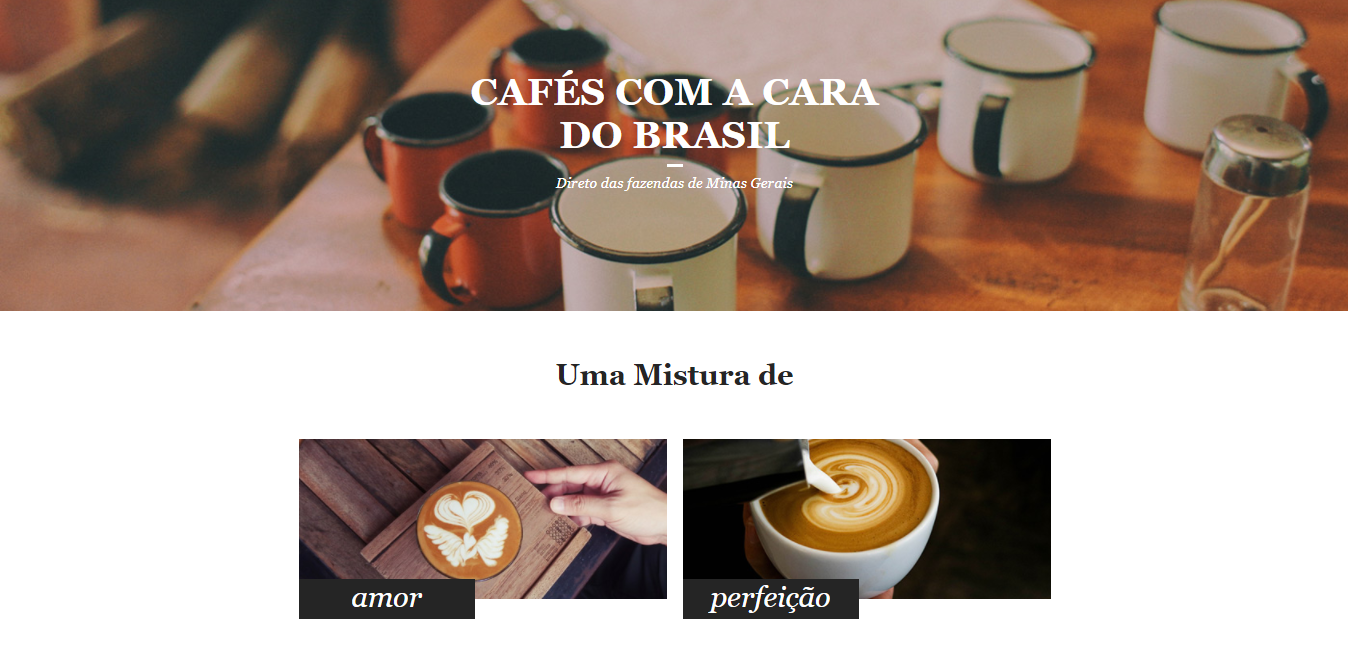 CAFÉS COM A CARA
DO BRASIL
Direto das fazendas de Minas Gerais
Uma Mistura de
amor
perfeição